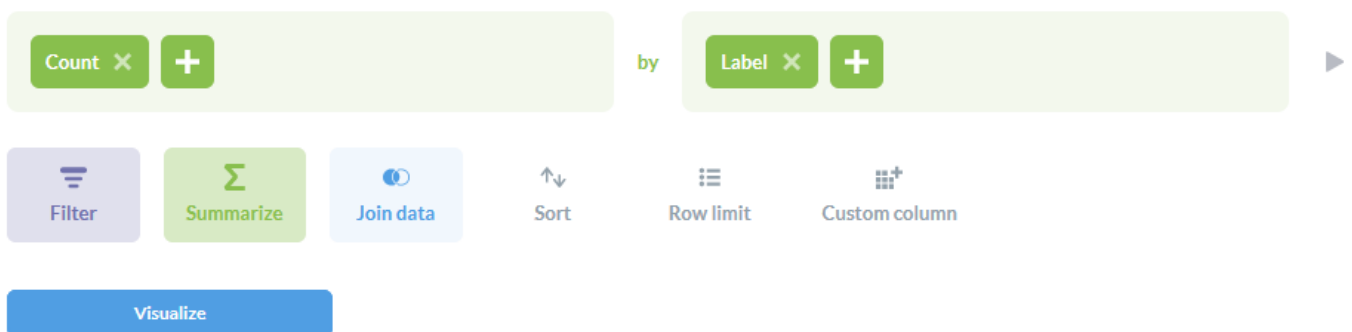 Count by Label
Filter Summarize Join data Sort Row limit Custom column
Visualize